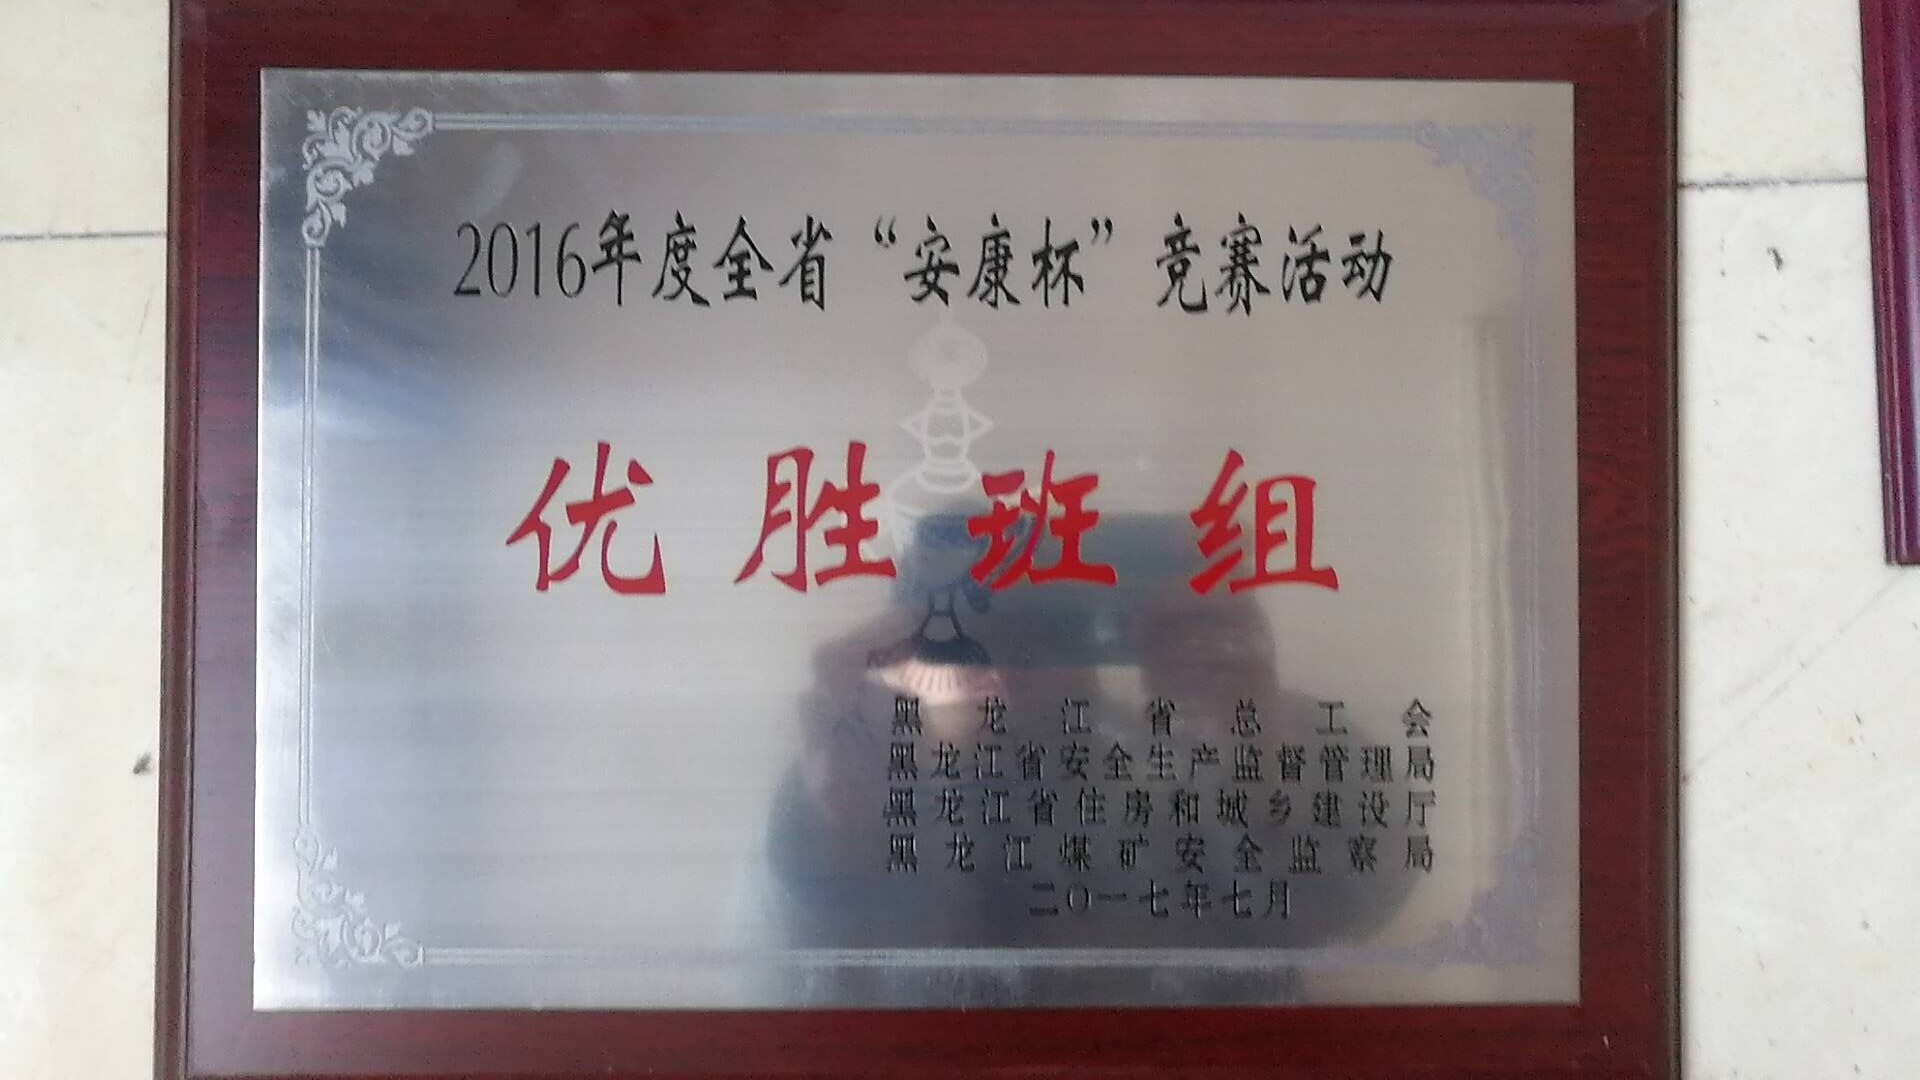 2016年度全省“安康杯”竞赛活动
优胜班组
黑龙江省总工会
黑龙江省安全生产监督管理局
黑龙江省住房和城乡建设厅
黑龙江煤矿安全监察局
二〇一七年七月